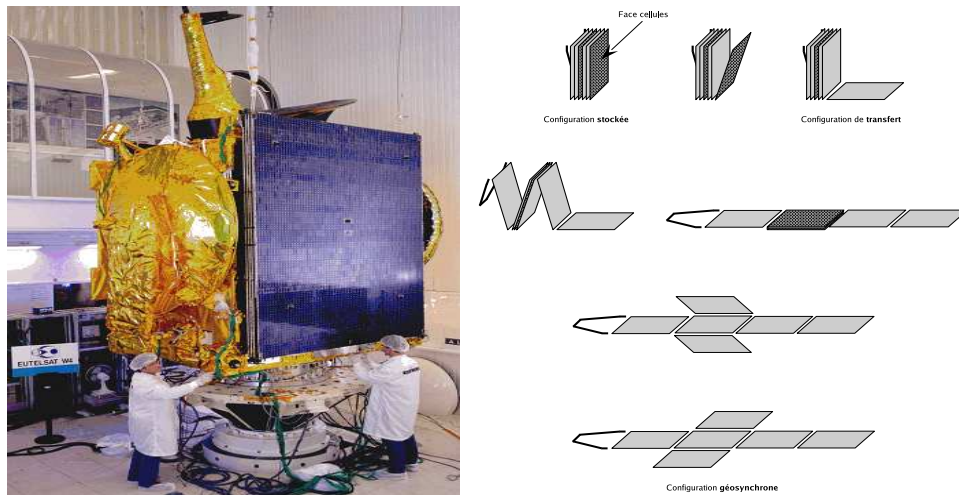 Face cellules
Configuration stockée
Configuration de transfert
EUTELSAT W4
Configuration géosynchrone